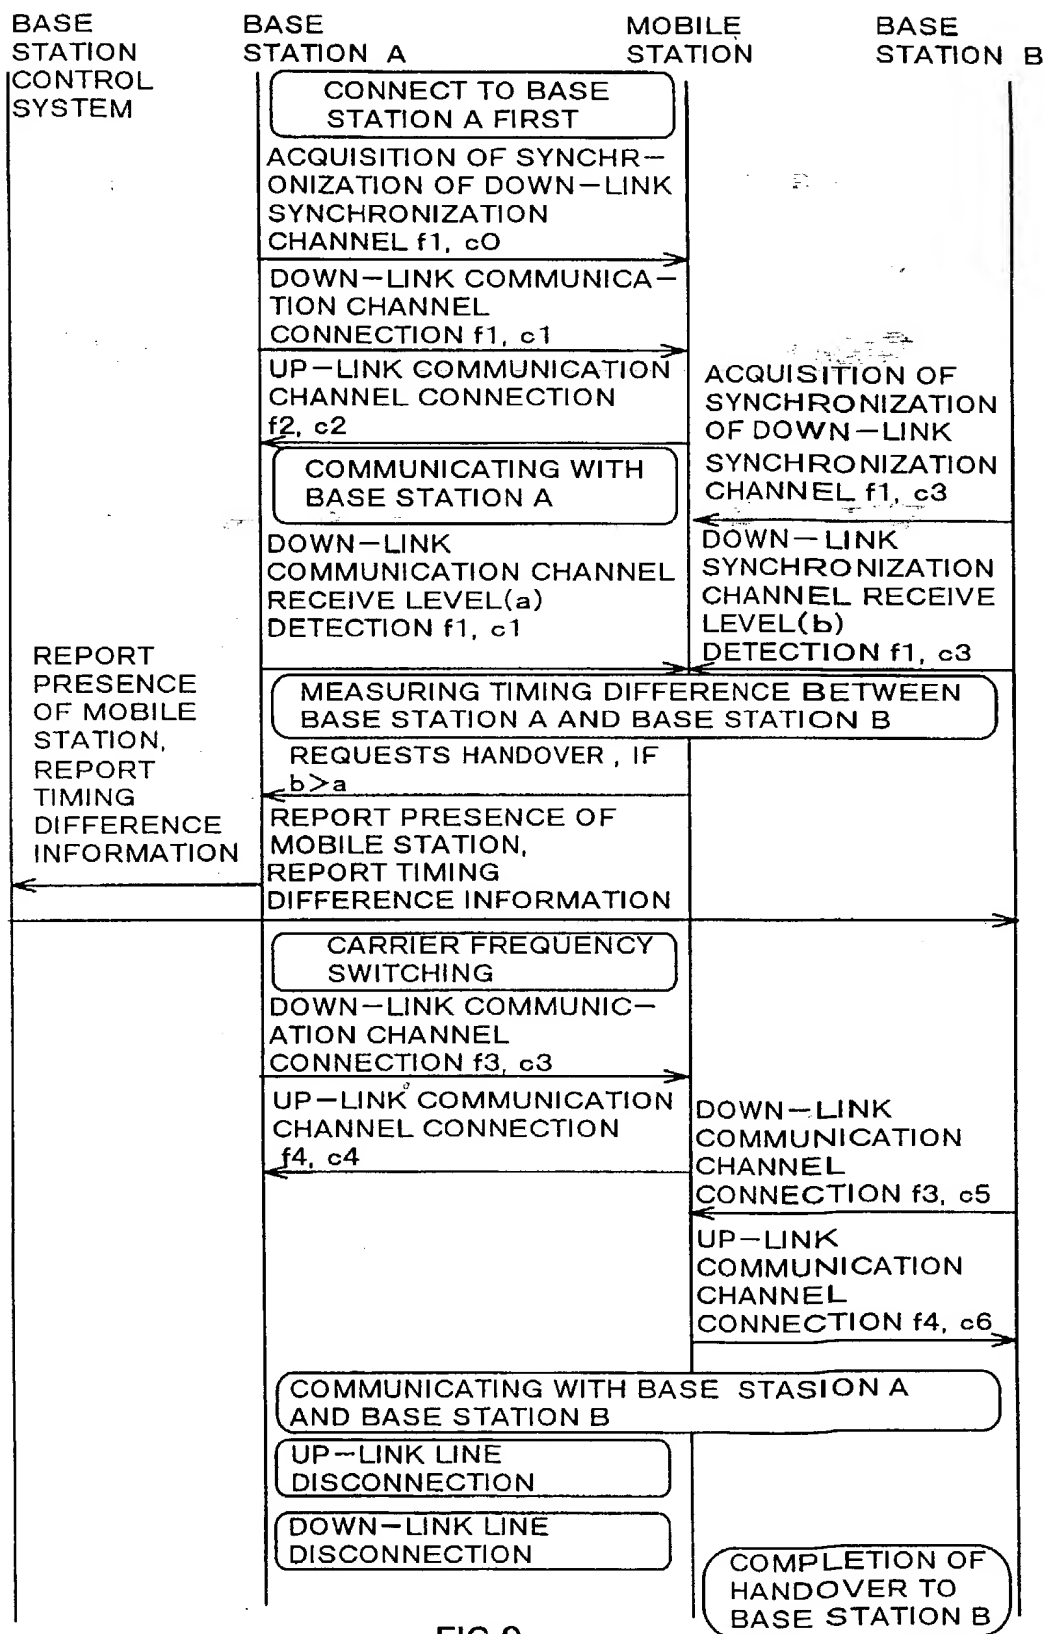 BASE
STATION
CONTROL
SYSTEM
BASE
STATION A
MOBILE
STATION
BASE
STATION B
CONNECT TO BASE
STATION A FIRST
ACQUISITION OF SYNCHR-
ONIZATION OF DOWN-LINK
SYNCHRONIZATION
CHANNEL f1, c0
DOWN-LINK COMMUNICA-
TION CHANNEL
CONNECTION f1, c1
UP-LINK COMMUNICATION
CHANNEL CONNECTION
f2, c2
ACQUISITION OF
SYNCHRONIZATION
OF DOWN-LINK
SYNCHRONIZATION
CHANNEL f1, c3
COMMUNICATING WITH
BASE STATION A
DOWN-LINK
COMMUNICATION CHANNEL
RECEIVE LEVEL(a)
DETECTION f1, c1
DOWN-LINK
SYNCHRONIZATION
CHANNEL RECEIVE
LEVEL(b)
DETECTION f1, c3
MEASURING TIMING DIFFERENCE BETWEEN
BASE STATION A AND BASE STATION B
REQUESTS HANDOVER , IF
b>a
REPORT
PRESENCE
OF MOBILE
STATION,
REPORT
TIMING
DIFFERENCE
INFORMATION
REPORT PRESENCE OF
MOBILE STATION,
REPORT TIMING
DIFFERENCE INFORMATION
CARRIER FREQUENCY
SWITCHING
DOWN-LINK COMMUNIC-
ATION CHANNEL
CONNECTION f3, c3
UP-LINK COMMUNICATION
CHANNEL CONNECTION
f4, c4
DOWN-LINK
COMMUNICATION
CHANNEL
CONNECTION f3, c5
UP-LINK
COMMUNICATION
CHANNEL
CONNECTION f4, c6
COMMUNICATING WITH BASE STASION A
AND BASE STATION B
UP-LINK LINE
DISCONNECTION
DOWN-LINK LINE
DISCONNECTION
COMPLETION OF
HANDOVER TO
BASE STATION B